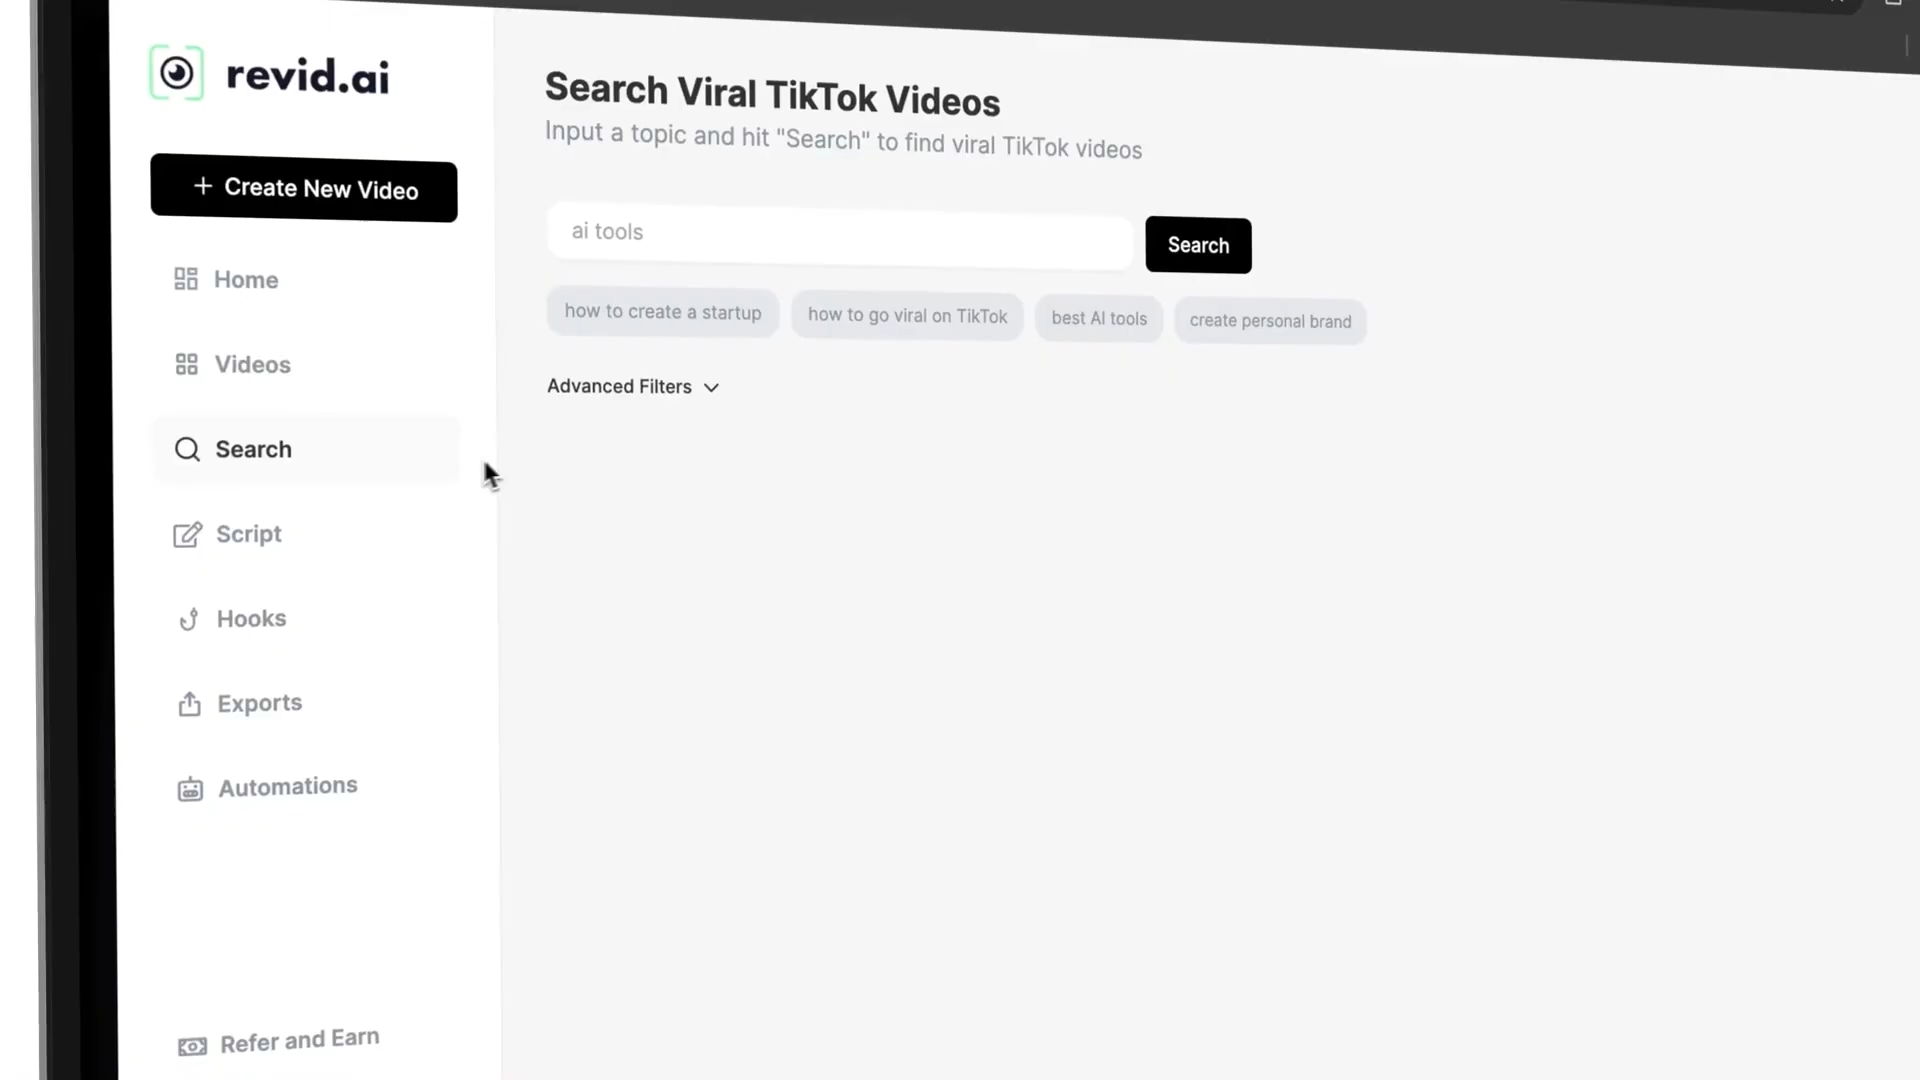 revid.ai
+ Create New Video
Home
Videos
Search
Script
Hooks
Exports
Automations
Refer and Earn
Search Viral TikTok Videos
Input a topic and hit "Search" to find viral TikTok videos
ai tools
Search
how to create a startup
how to go viral on TikTok
best AI tools
create personal brand
Advanced Filters